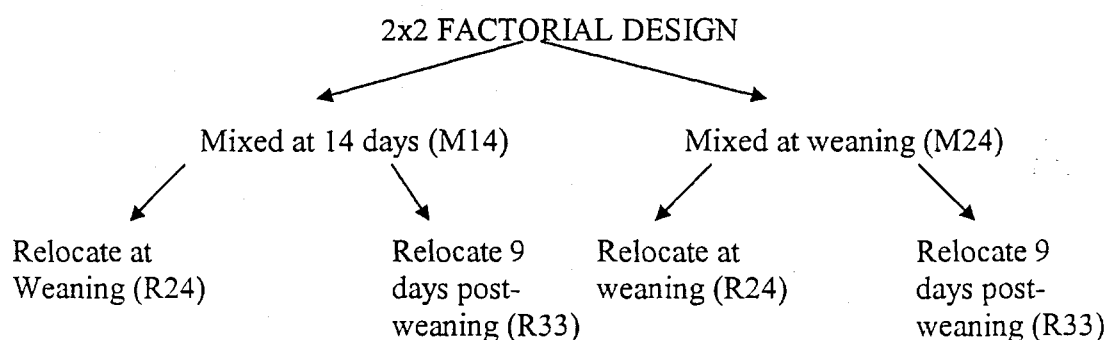 2x2 FACTORIAL DESIGN
Mixed at 14 days (M14)
Mixed at weaning (M24)
Relocate at
Weaning (R24)
Relocate 9
days post-
weaning (R33)
Relocate at
weaning (R24)
Relocate 9
days post-
weaning (R33)